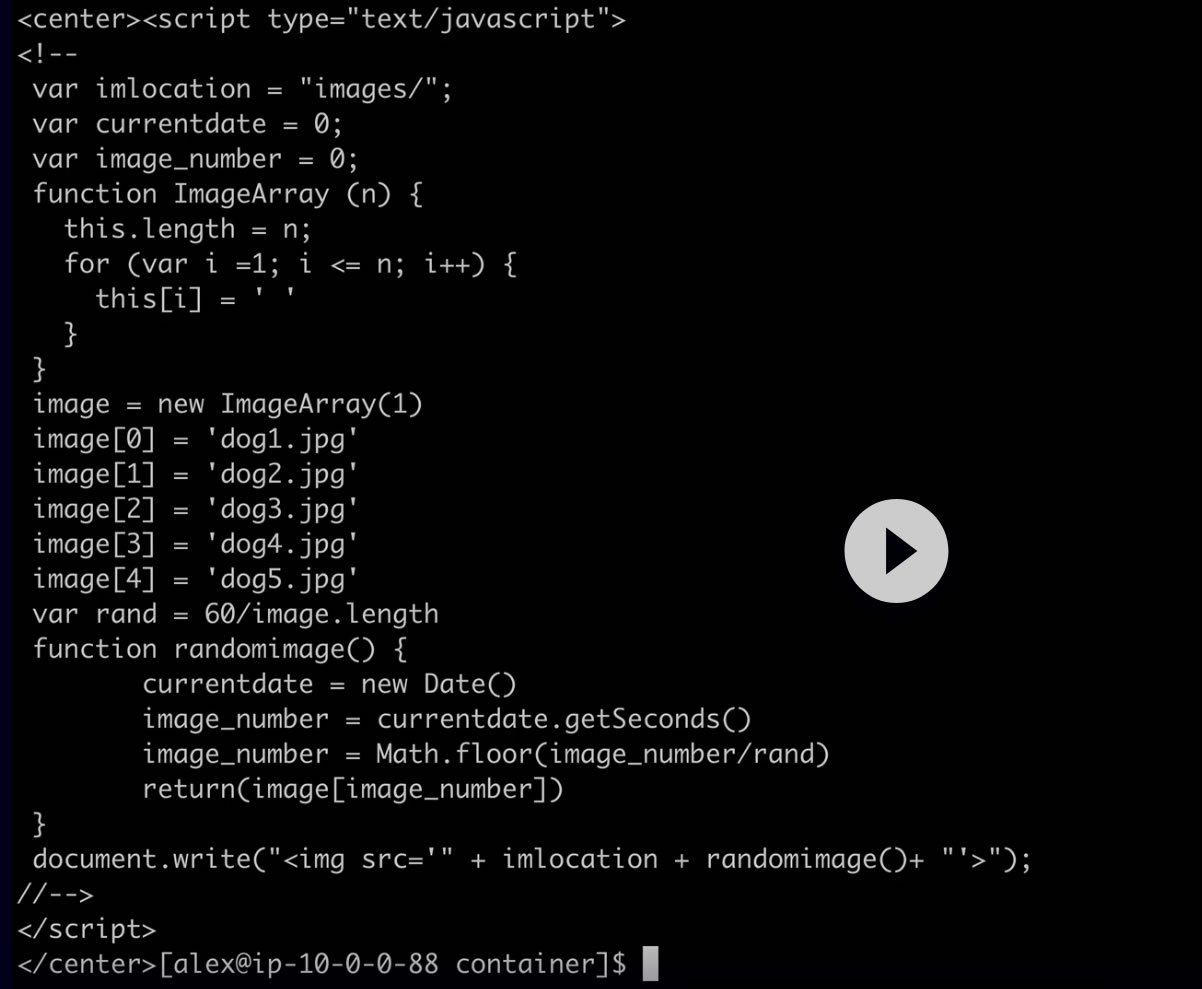 <center><script type="text/javascript">
<!--
 var imlocation = "images/";
 var currentdate = 0;
 var image_number = 0;
 function ImageArray (n) {
   this.length = n;
   for (var i =1; i <= n; i++) {
     this[i] = ' '
   }
 }
 image = new ImageArray(1)
 image[0] = 'dog1.jpg'
 image[1] = 'dog2.jpg'
 image[2] = 'dog3.jpg'
 image[3] = 'dog4.jpg'
 image[4] = 'dog5.jpg'
 var rand = 60/image.length
 function randomimage() {
        currentdate = new Date()
        image_number = currentdate.getSeconds()
        image_number = Math.floor(image_number/rand)
        return(image[image_number])
 }
 document.write("<img src='" + imlocation + randomimage()+ "'>");
//-->
</script>
</center>[alex@ip-10-0-0-88 container]$